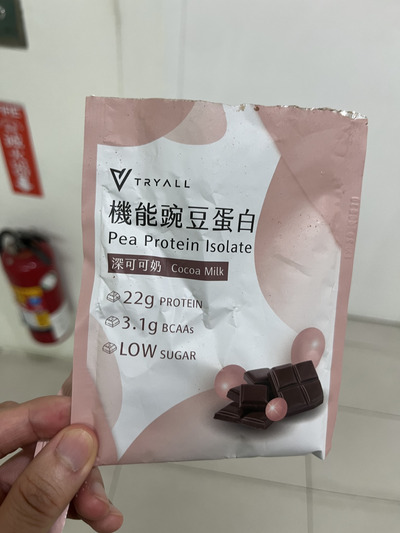 TRYALL
機能豌豆蛋白
Pea Protein Isolate
深可可奶 Cocoa Milk
22g PROTEIN
3.1g BCAAs
LOW SUGAR